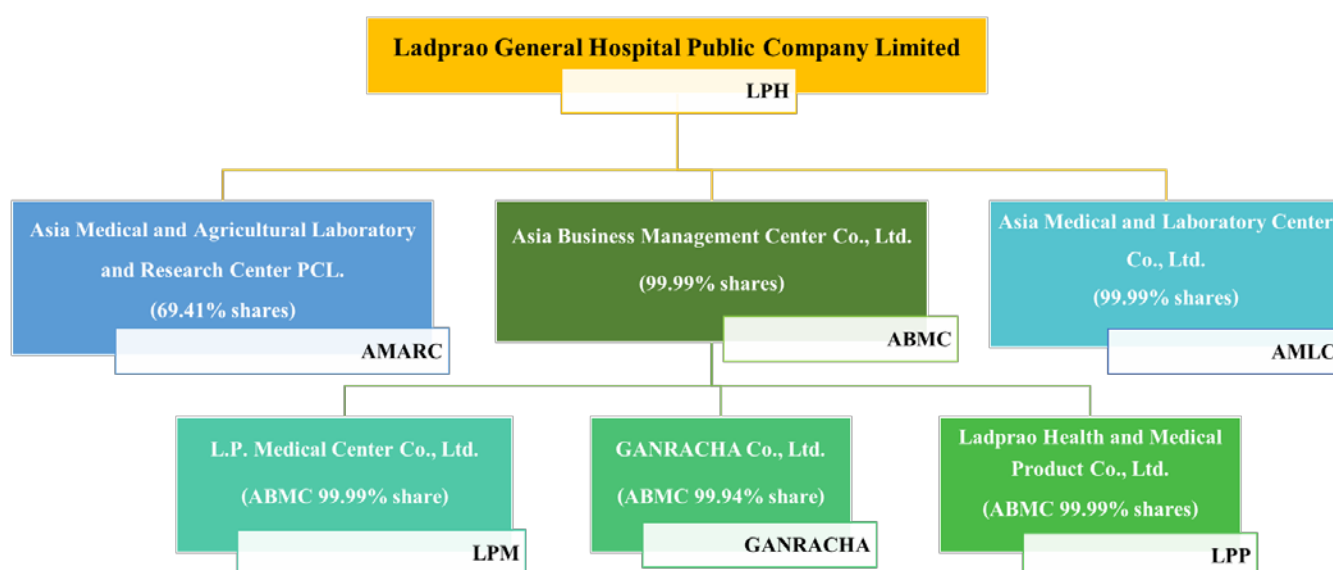 Ladprao General Hospital Public Company Limited
LPH
Asia Medical and Agricultural Laboratory
and Research Center PCL.
(69.41% shares)
AMARC
Asia Business Management Center Co., Ltd.
(99.99% shares)
ABMC
Asia Medical and Laboratory Center
Co., Ltd.
(99.99% shares)
AMLC
L.P. Medical Center Co., Ltd.
(ABMC 99.99% share)
LPM
GANRACHA Co., Ltd.
(ABMC 99.94% share)
GANRACHA
Ladprao Health and Medical
Product Co., Ltd.
(ABMC 99.99% shares)
LPP